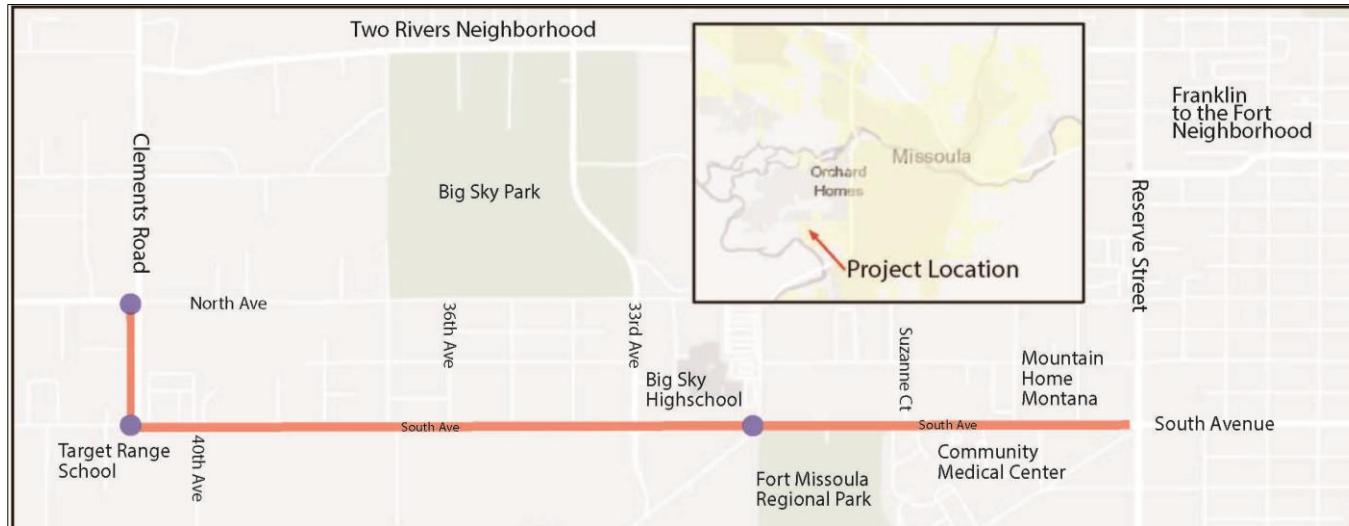 Two Rivers Neighborhood
Clements Road
Big Sky Park
Missoula
Orchard
Homes
Project Location
Franklin
to the Fort
Neighborhood
Reserve Street
North Ave
36th Ave
33rd Ave
Suzanne Ct
Big Sky
Highschool
Mountain
Home
Montana
Target Range
School
40th Ave
South Ave
South Ave
South Avenue
Fort Missoula
Regional Park
Community
Medical Center